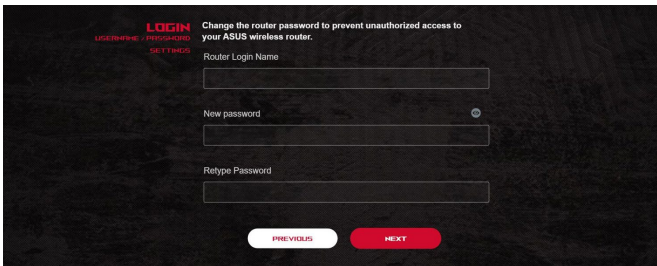 LOGIN
USERNAME / PASSWORD
SETTINGS
Change the router password to prevent unauthorized access to
your ASUS wireless router.
Router Login Name
New password
Retype Password
PREVIOUS
NEXT